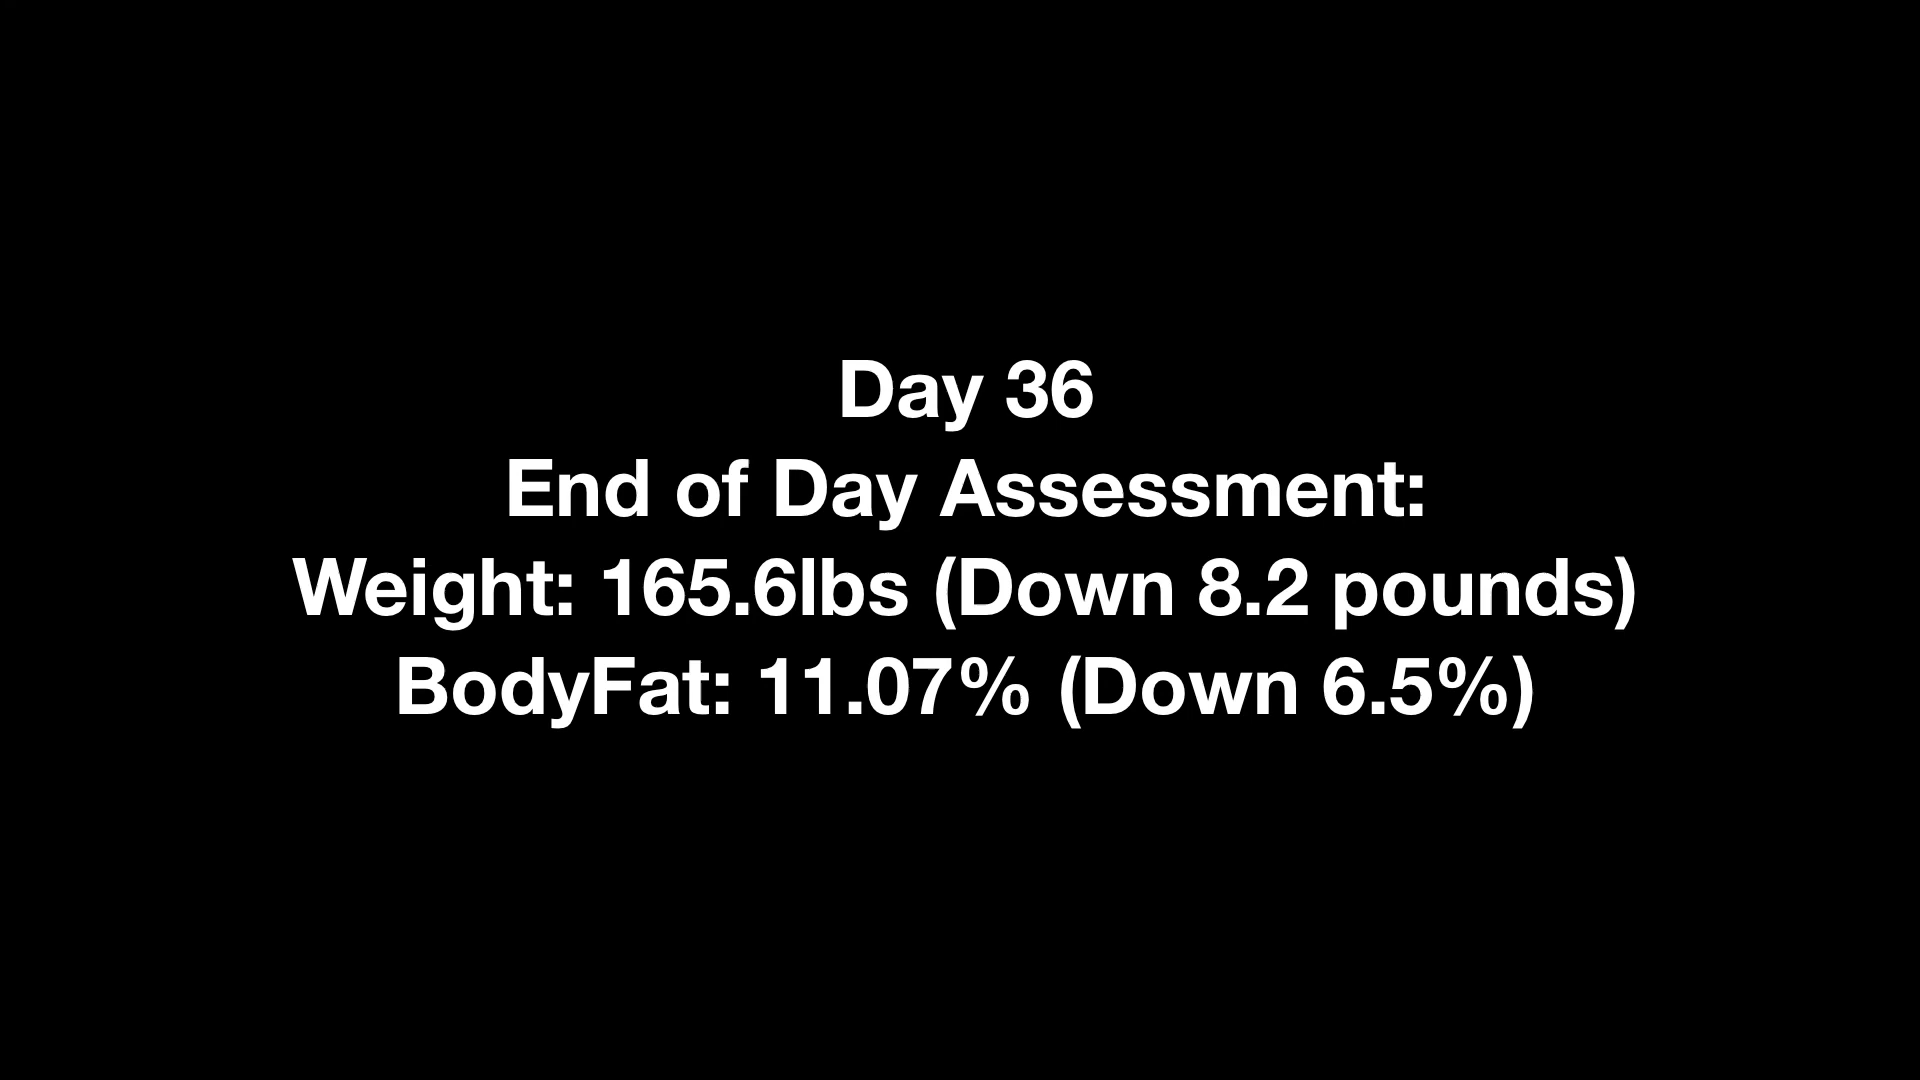 Day 36
End of Day Assessment:
Weight: 165.6lbs (Down 8.2 pounds)
BodyFat: 11.07% (Down 6.5%)